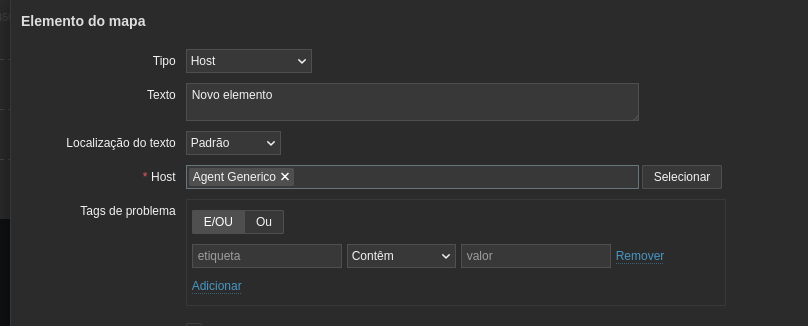 Elemento do mapa
Tipo Host
Texto Novo elemento
Localização do texto Padrão
* Host Agent Generico ✕ Selecionar
Tags de problema E/OU Ou
etiqueta Contêm valor Remover
Adicionar